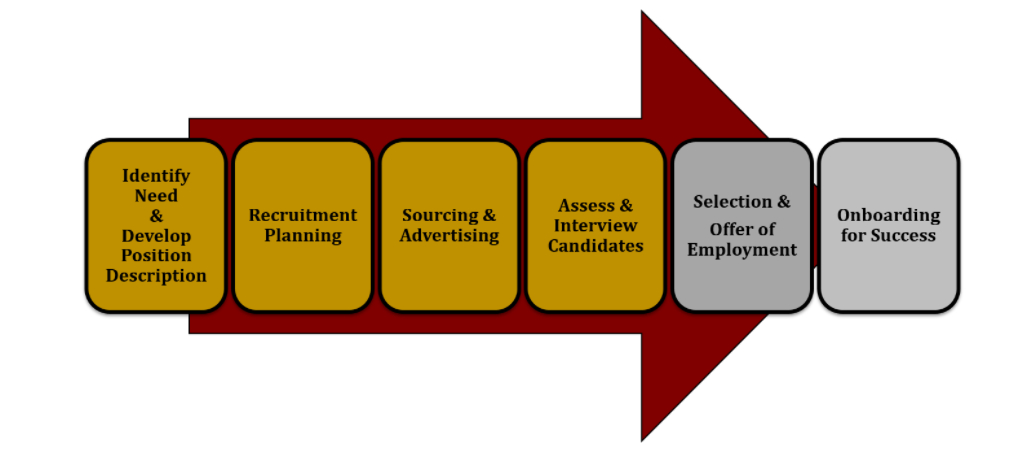 Identify
Need
&
Develop
Position
Description
Recruitment
Planning
Sourcing &
Advertising
Assess &
Interview
Candidates
Selection &
Offer of
Employment
Onboarding
for Success